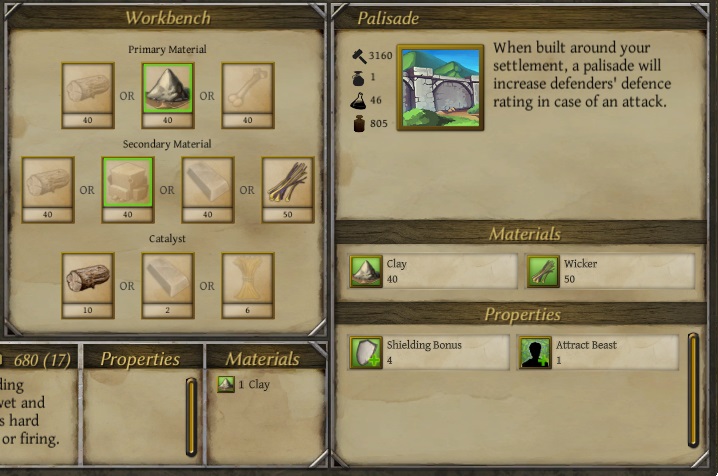 Workbench
Primary Material
OR OR
40 40 40
Secondary Material
OR OR OR
40 40 40 50
Catalyst
OR OR
10 2 6
680 (17)
ding
wet and
s hard
or firing.
Properties
Materials
1 Clay
Palisade
3160
1
46
805
When built around your
settlement, a palisade will
increase defenders' defence
rating in case of an attack.
Materials
Clay
40
Wicker
50
Properties
Shielding Bonus
4
Attract Beast
1